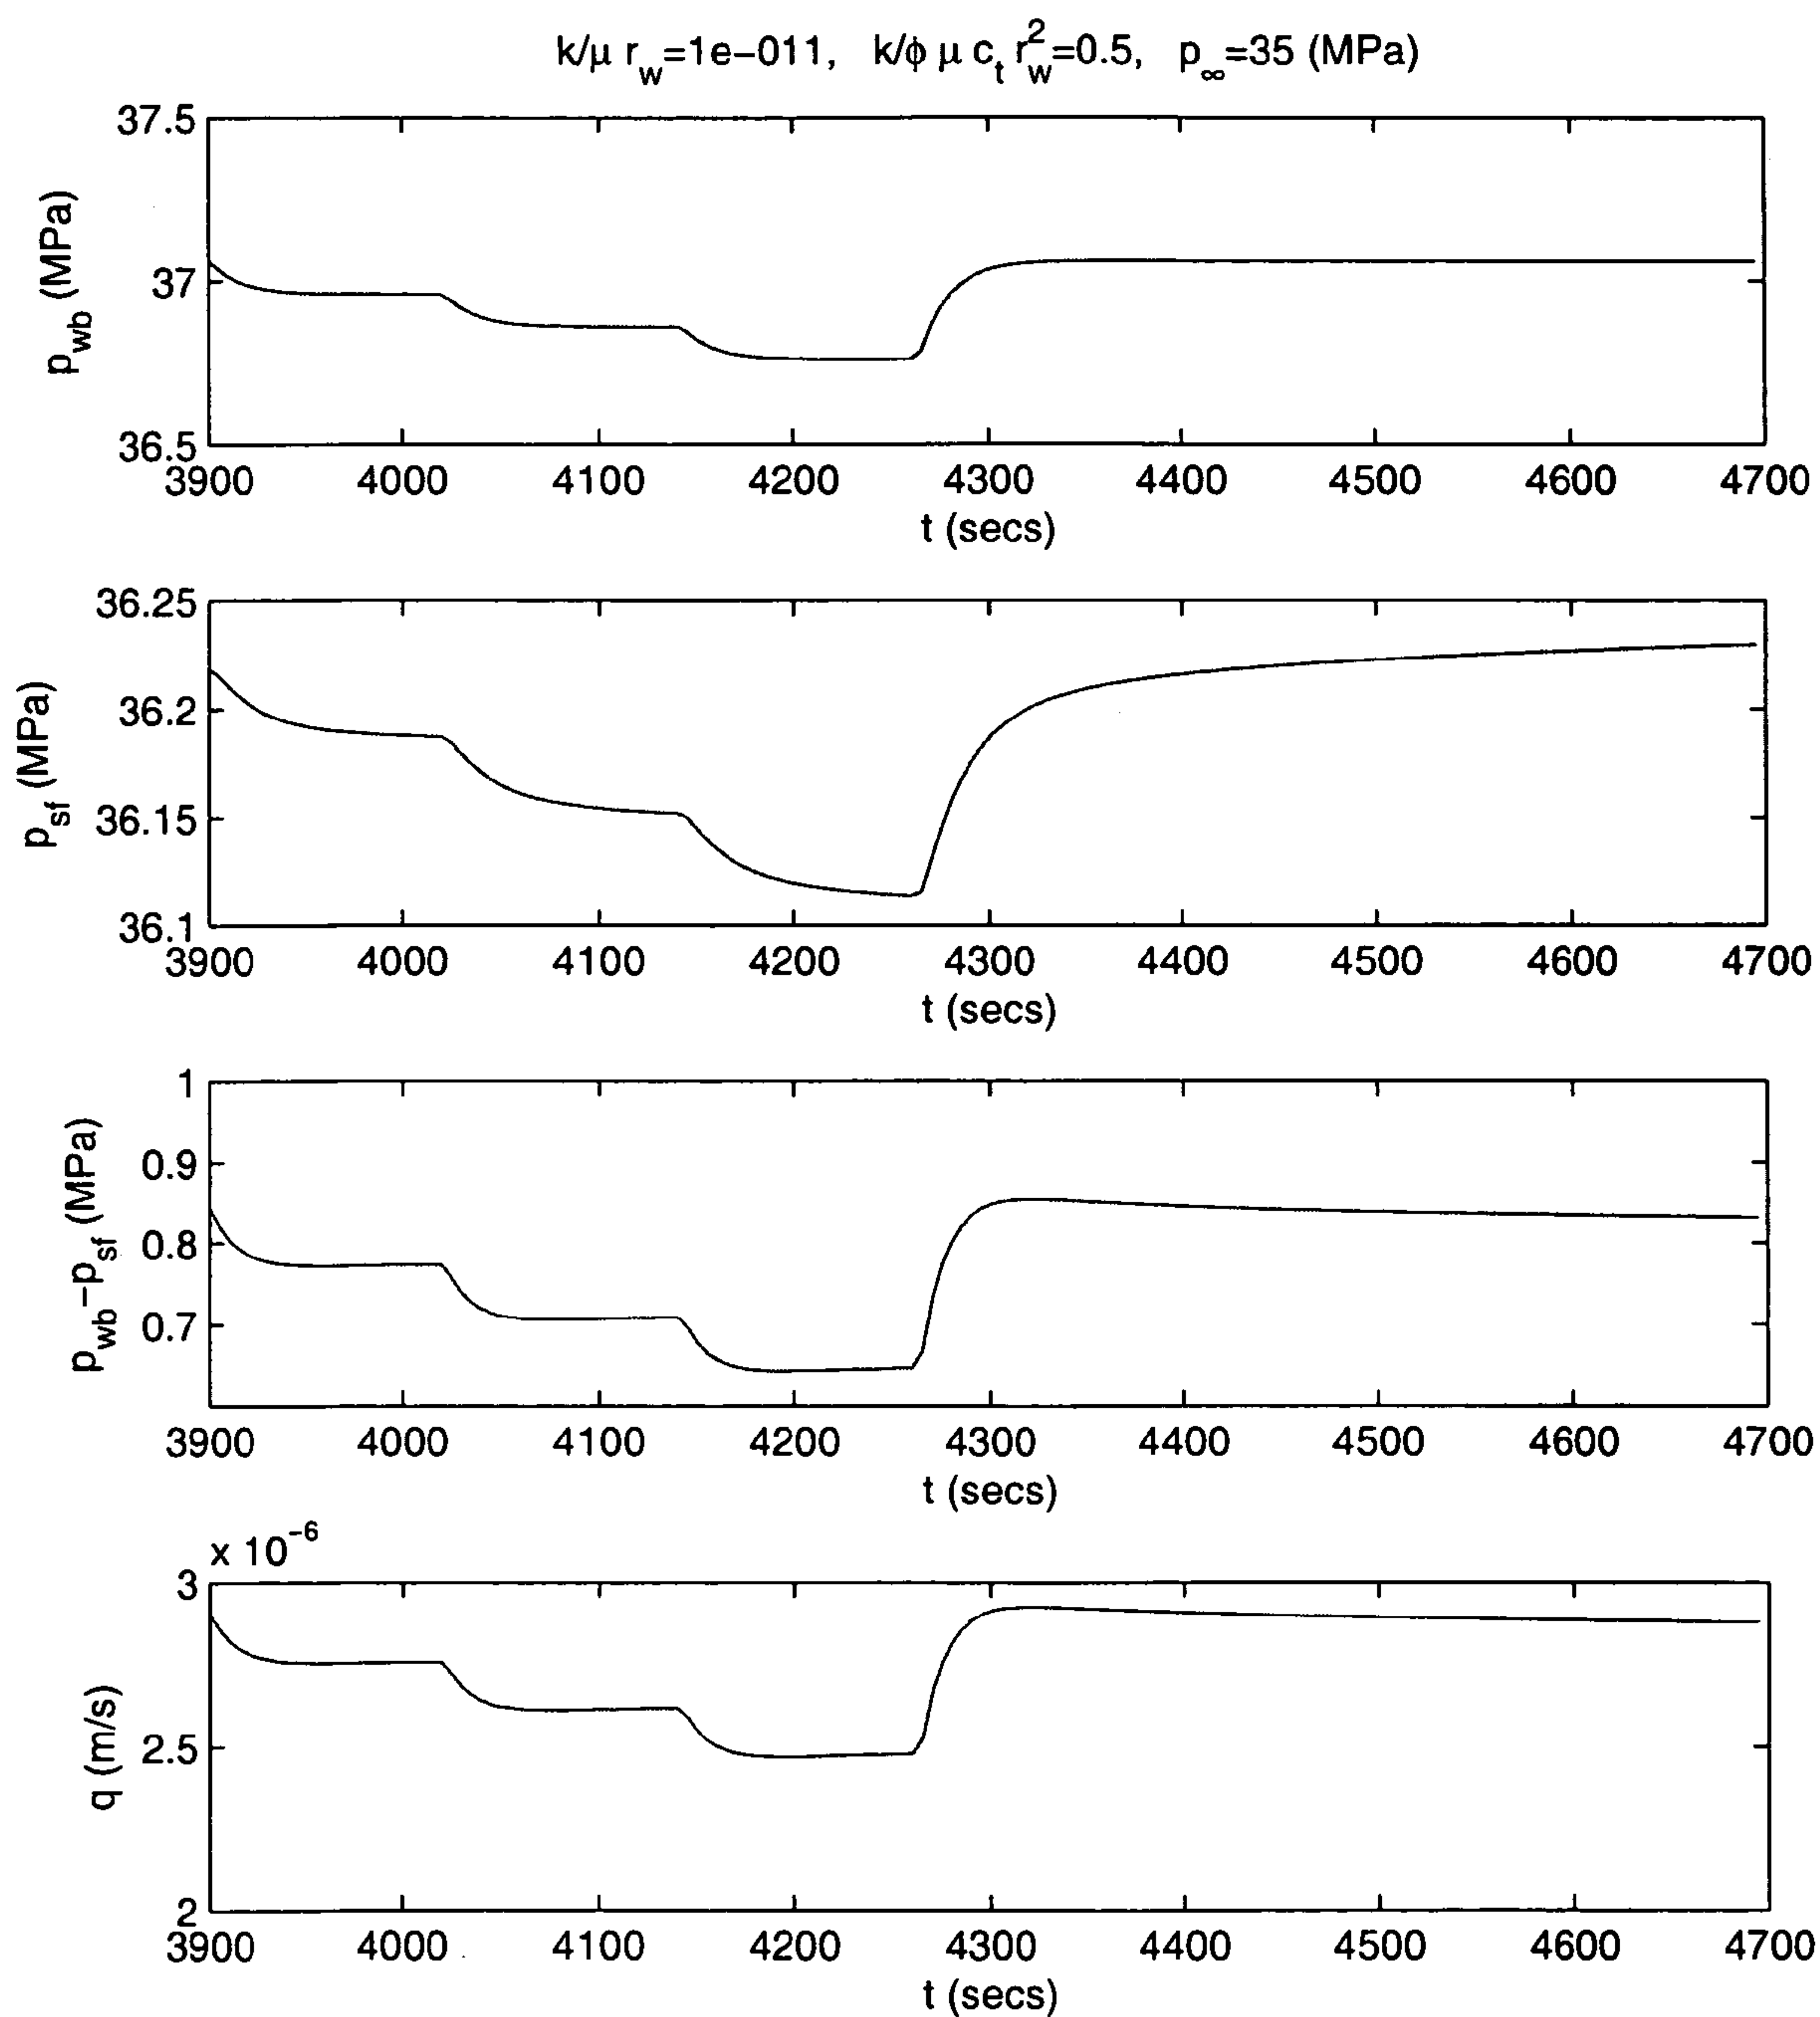 k/μ r_w=1e−011, k/ϕ μ c_t r_w^2=0.5, p_∞=35 (MPa)
37.5
37
36.5
p_wb (MPa)
3900 4000 4100 4200 4300 4400 4500 4600 4700
t (secs)
36.25
36.2
36.15
36.1
p_sf (MPa)
3900 4000 4100 4200 4300 4400 4500 4600 4700
t (secs)
1
0.9
0.8
0.7
p_wb−p_sf (MPa)
3900 4000 4100 4200 4300 4400 4500 4600 4700
t (secs)
x 10^−6
3
2.5
2
q (m/s)
3900 4000 4100 4200 4300 4400 4500 4600 4700
t (secs)